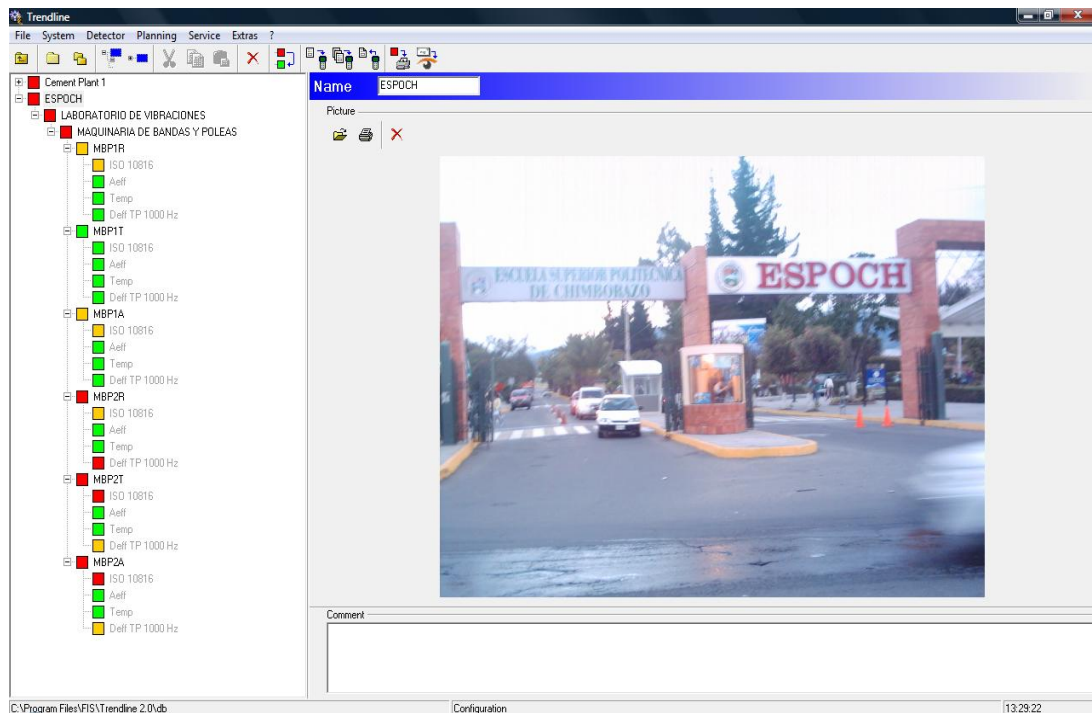 Trendline
File System Detector Planning Service Extras ?
Cement Plant 1
ESPOCH
LABORATORIO DE VIBRACIONES
MAQUINARIA DE BANDAS Y POLEAS
MBP1R
ISO 10816
Aeff
Temp
Deff TP 1000 Hz
MBP1T
ISO 10816
Aeff
Temp
Deff TP 1000 Hz
MBP1A
ISO 10816
Aeff
Temp
Deff TP 1000 Hz
MBP2R
ISO 10816
Aeff
Temp
Deff TP 1000 Hz
MBP2T
ISO 10816
Aeff
Temp
Deff TP 1000 Hz
MBP2A
ISO 10816
Aeff
Temp
Deff TP 1000 Hz
Name ESPOCH
Picture
ESCUELA SUPERIOR POLITECNICA
DE CHIMBORAZO
ESPOCH
Comment
C:\Program Files\FIS\Trendline 2.0\db Configuration 13:29:22